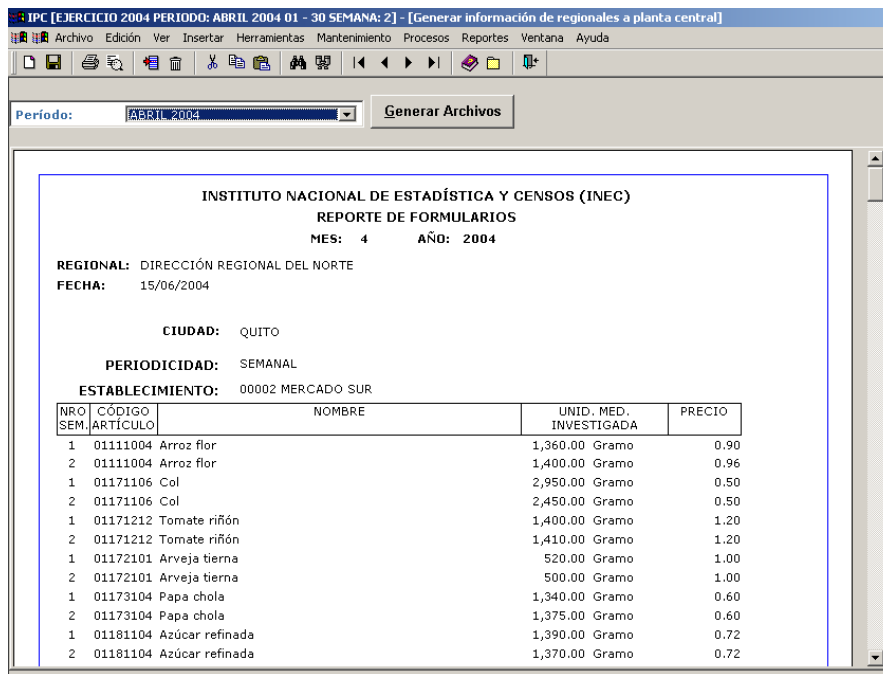 IPC [EJERCICIO 2004 PERIODO: ABRIL 2004 01 - 30 SEMANA: 2] - [Generar información de regionales a planta central]
Archivo Edición Ver Insertar Herramientas Mantenimiento Procesos Reportes Ventana Ayuda
Período: ABRIL 2004 Generar Archivos
INSTITUTO NACIONAL DE ESTADÍSTICA Y CENSOS (INEC)
REPORTE DE FORMULARIOS
MES: 4 AÑO: 2004
REGIONAL: DIRECCIÓN REGIONAL DEL NORTE
FECHA: 15/06/2004
CIUDAD: QUITO
PERIODICIDAD: SEMANAL
ESTABLECIMIENTO: 00002 MERCADO SUR
NRO CÓDIGO NOMBRE UNID. MED. PRECIO
SEM. ARTÍCULO INVESTIGADA
1 01111004 Arroz flor 1,360.00 Gramo 0.90
2 01111004 Arroz flor 1,400.00 Gramo 0.96
1 01171106 Col 2,950.00 Gramo 0.50
2 01171106 Col 2,450.00 Gramo 0.50
1 01171212 Tomate riñón 1,400.00 Gramo 1.20
2 01171212 Tomate riñón 1,410.00 Gramo 1.20
1 01172101 Arveja tierna 520.00 Gramo 1.00
2 01172101 Arveja tierna 500.00 Gramo 1.00
1 01173104 Papa chola 1,340.00 Gramo 0.60
2 01173104 Papa chola 1,375.00 Gramo 0.60
1 01181104 Azúcar refinada 1,390.00 Gramo 0.72
2 01181104 Azúcar refinada 1,370.00 Gramo 0.72